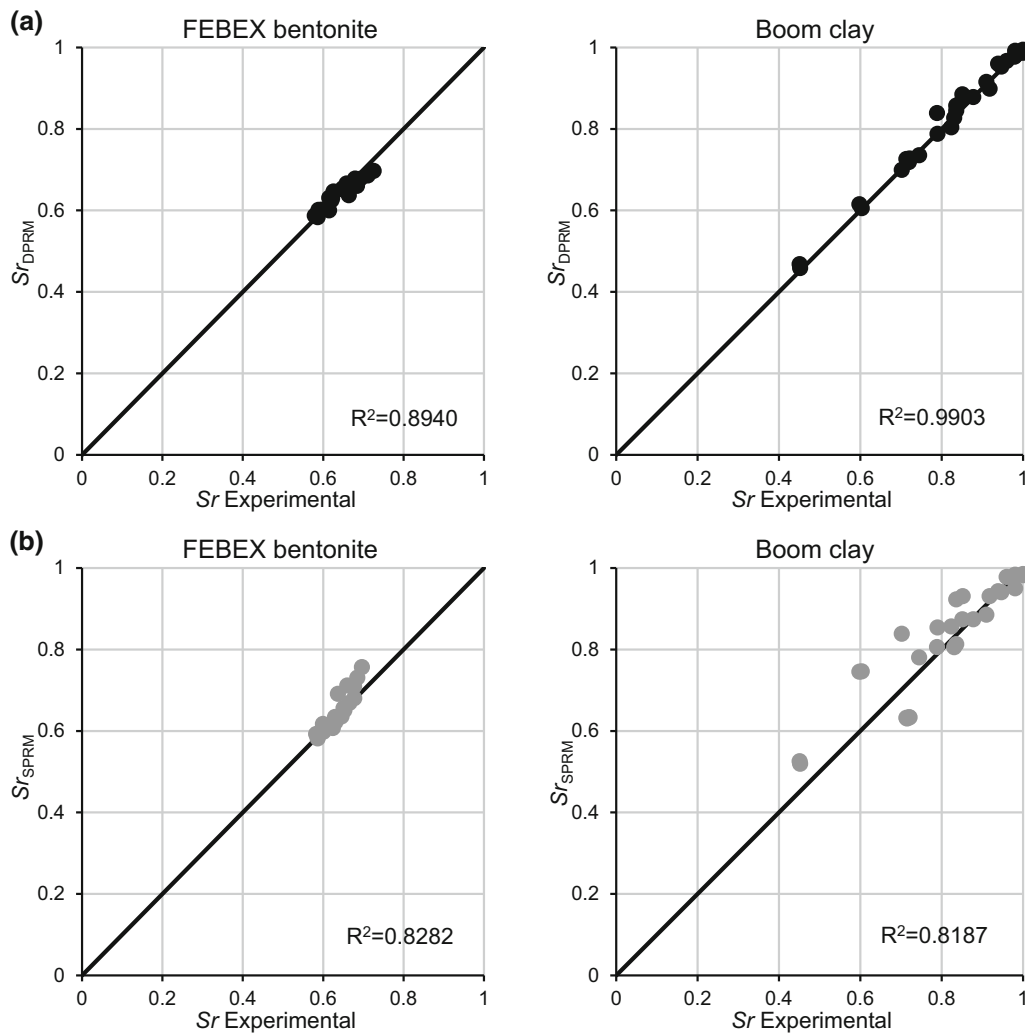 (a)
FEBEX bentonite
Boom clay
1
0.8
0.6
0.4
0.2
0
Sr_DPRM
R²=0.8940
0 0.2 0.4 0.6 0.8 1
Sr Experimental
1
0.8
0.6
0.4
0.2
0
Sr_DPRM
R²=0.9903
0 0.2 0.4 0.6 0.8 1
Sr Experimental
(b)
FEBEX bentonite
Boom clay
1
0.8
0.6
0.4
0.2
0
Sr_SPRM
R²=0.8282
0 0.2 0.4 0.6 0.8 1
Sr Experimental
1
0.8
0.6
0.4
0.2
0
Sr_SPRM
R²=0.8187
0 0.2 0.4 0.6 0.8 1
Sr Experimental